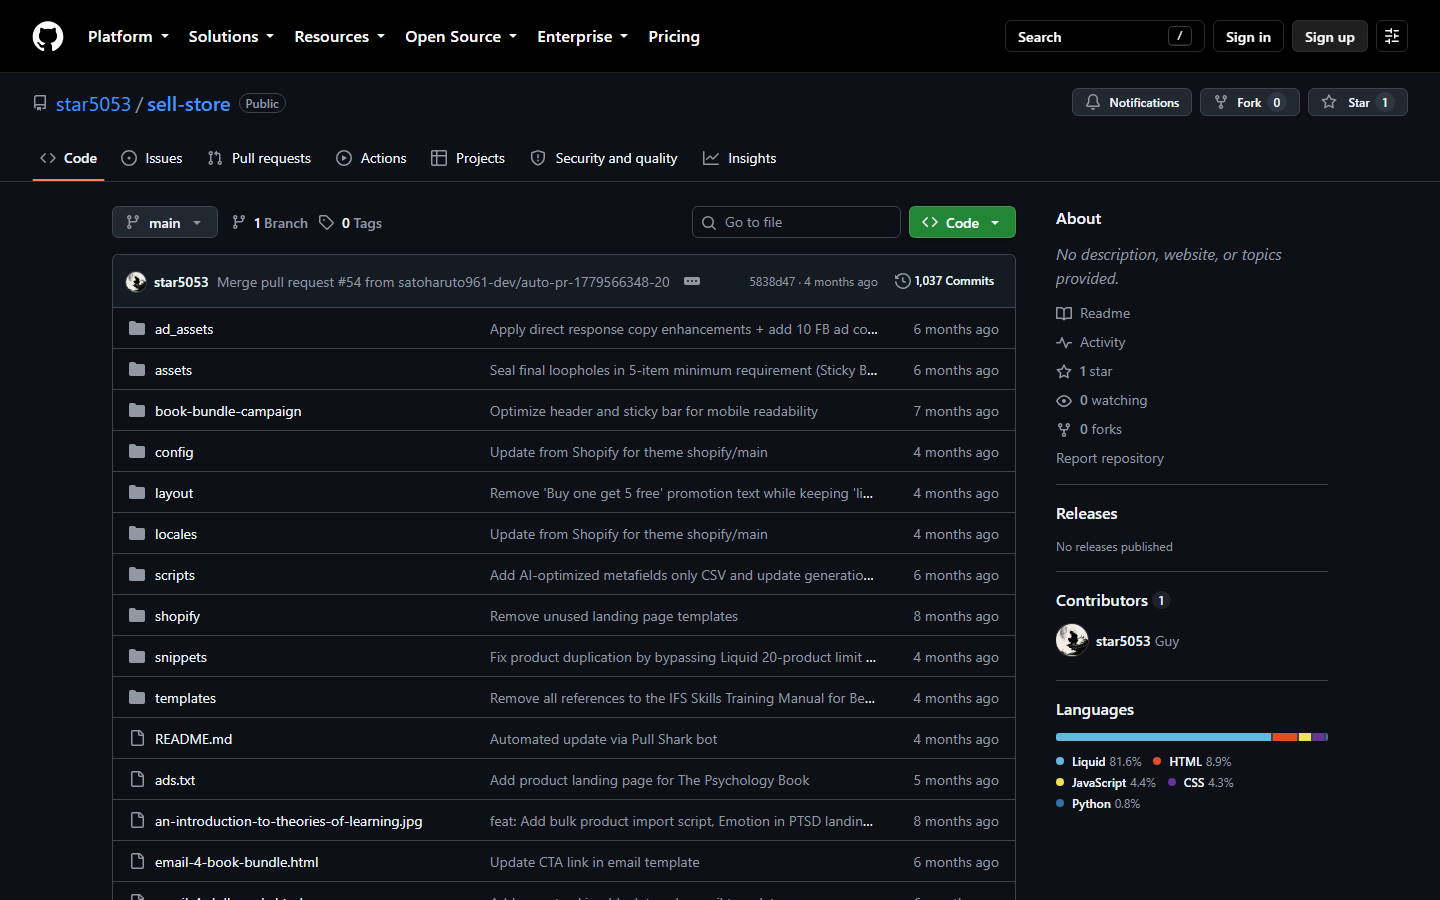 Platform Solutions Resources Open Source Enterprise Pricing Search / Sign in Sign up
star5053 / sell-store Public Notifications Fork 0 Star 1
Code Issues Pull requests Actions Projects Security and quality Insights
main 1 Branch 0 Tags Go to file Code
star5053 Merge pull request #54 from satoharuto961-dev/auto-pr-1779566348-20 5838d47 · 4 months ago 1,037 Commits
ad_assets Apply direct response copy enhancements + add 10 FB ad co... 6 months ago
assets Seal final loopholes in 5-item minimum requirement (Sticky B... 6 months ago
book-bundle-campaign Optimize header and sticky bar for mobile readability 7 months ago
config Update from Shopify for theme shopify/main 4 months ago
layout Remove 'Buy one get 5 free' promotion text while keeping 'li... 4 months ago
locales Update from Shopify for theme shopify/main 4 months ago
scripts Add AI-optimized metafields only CSV and update generatio... 6 months ago
shopify Remove unused landing page templates 8 months ago
snippets Fix product duplication by bypassing Liquid 20-product limit ... 4 months ago
templates Remove all references to the IFS Skills Training Manual for Be... 4 months ago
README.md Automated update via Pull Shark bot 4 months ago
ads.txt Add product landing page for The Psychology Book 5 months ago
an-introduction-to-theories-of-learning.jpg feat: Add bulk product import script, Emotion in PTSD landin... 8 months ago
email-4-book-bundle.html Update CTA link in email template 6 months ago
About
No description, website, or topics
provided.
Readme
Activity
1 star
0 watching
0 forks
Report repository
Releases
No releases published
Contributors 1
star5053 Guy
Languages
Liquid 81.6% HTML 8.9%
JavaScript 4.4% CSS 4.3%
Python 0.8%